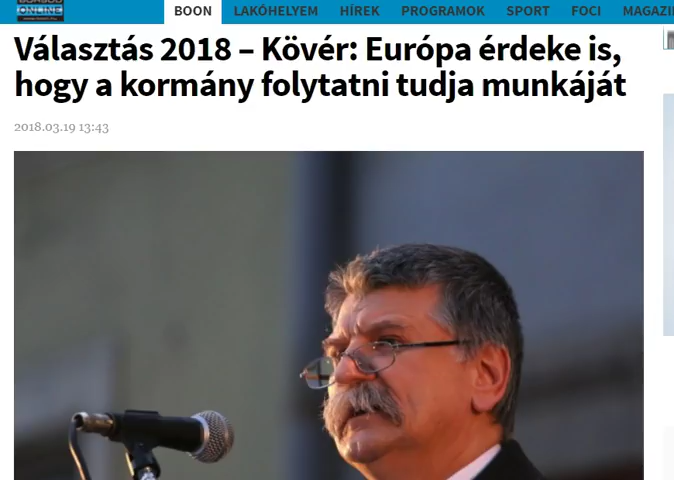 ONLINE
BOON LAKÓHELYEM HÍREK PROGRAMOK SPORT FOCI
Választás 2018 – Kövér: Európa érdeke is,
hogy a kormány folytatni tudja munkáját
2018.03.19 13:43